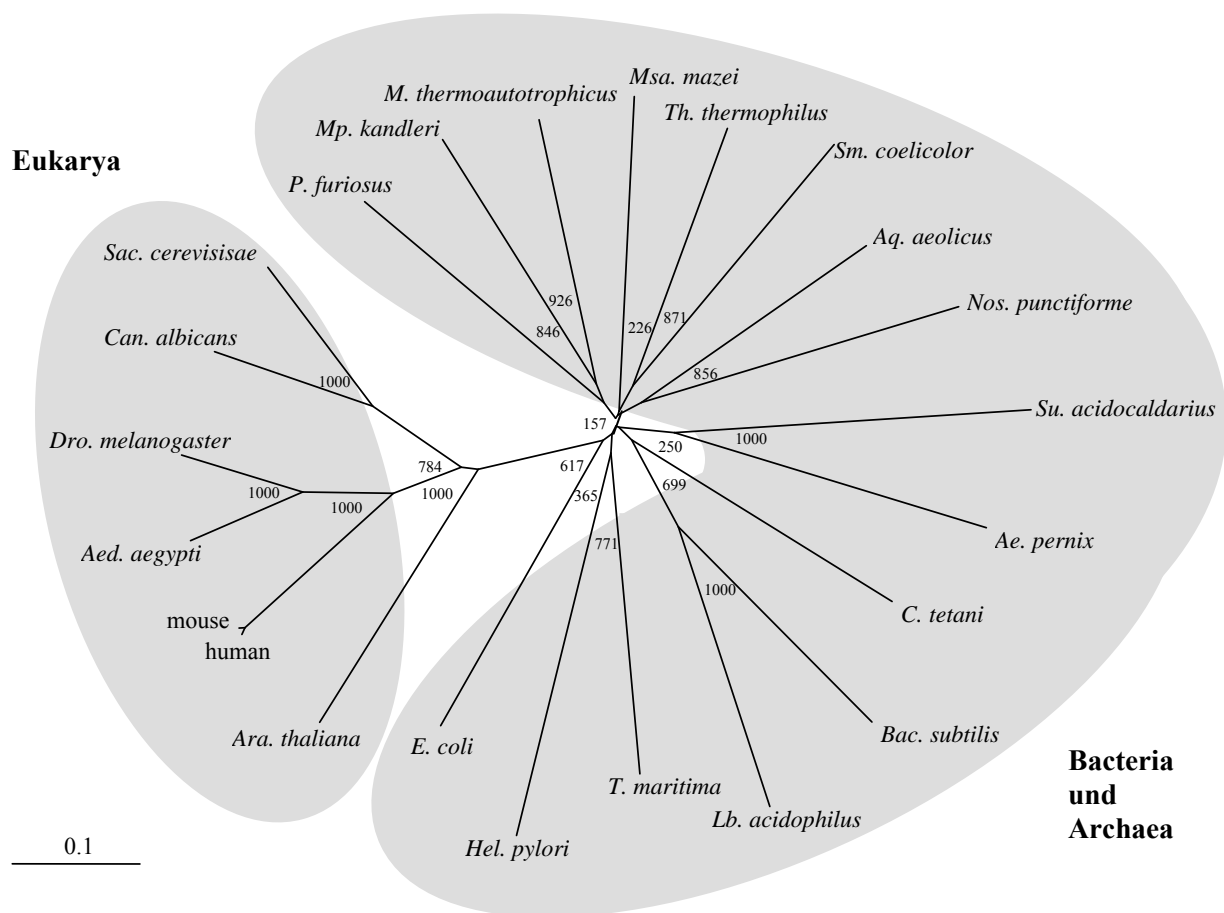 Msa. mazei
M. thermoautotrophicus
Th. thermophilus
Mp. kandleri
Sm. coelicolor
Eukarya
P. furiosus
Aq. aeolicus
Sac. cerevisisae
Nos. punctiforme
926
871
226
846
Can. albicans
856
1000
Su. acidocaldarius
157
Dro. melanogaster
1000
250
784
617
699
1000
1000
1000
365
Ae. pernix
771
Aed. aegypti
1000
C. tetani
mouse
human
Ara. thaliana
E. coli
Bac. subtilis
T. maritima
Bacteria
und
Archaea
Lb. acidophilus
0.1
Hel. pylori